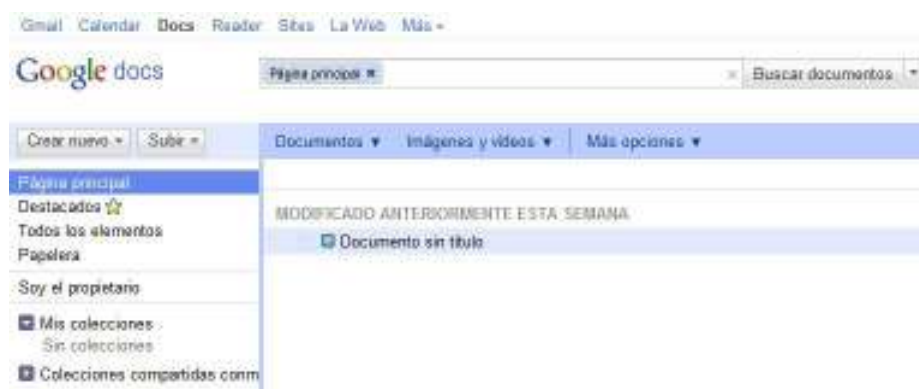 Gmail Calendar Docs Reader Sites La Web Más
Google docs
Página principal
Buscar documentos
Crear nuevo Subir
Documentos Imágenes y vídeos Más opciones
Página principal
Destacados
Todos los elementos
Papelera
Soy el propietario
Mis colecciones
Sin colecciones
Colecciones compartidas conm
MODIFICADO ANTERIORMENTE ESTA SEMANA
Documento sin título